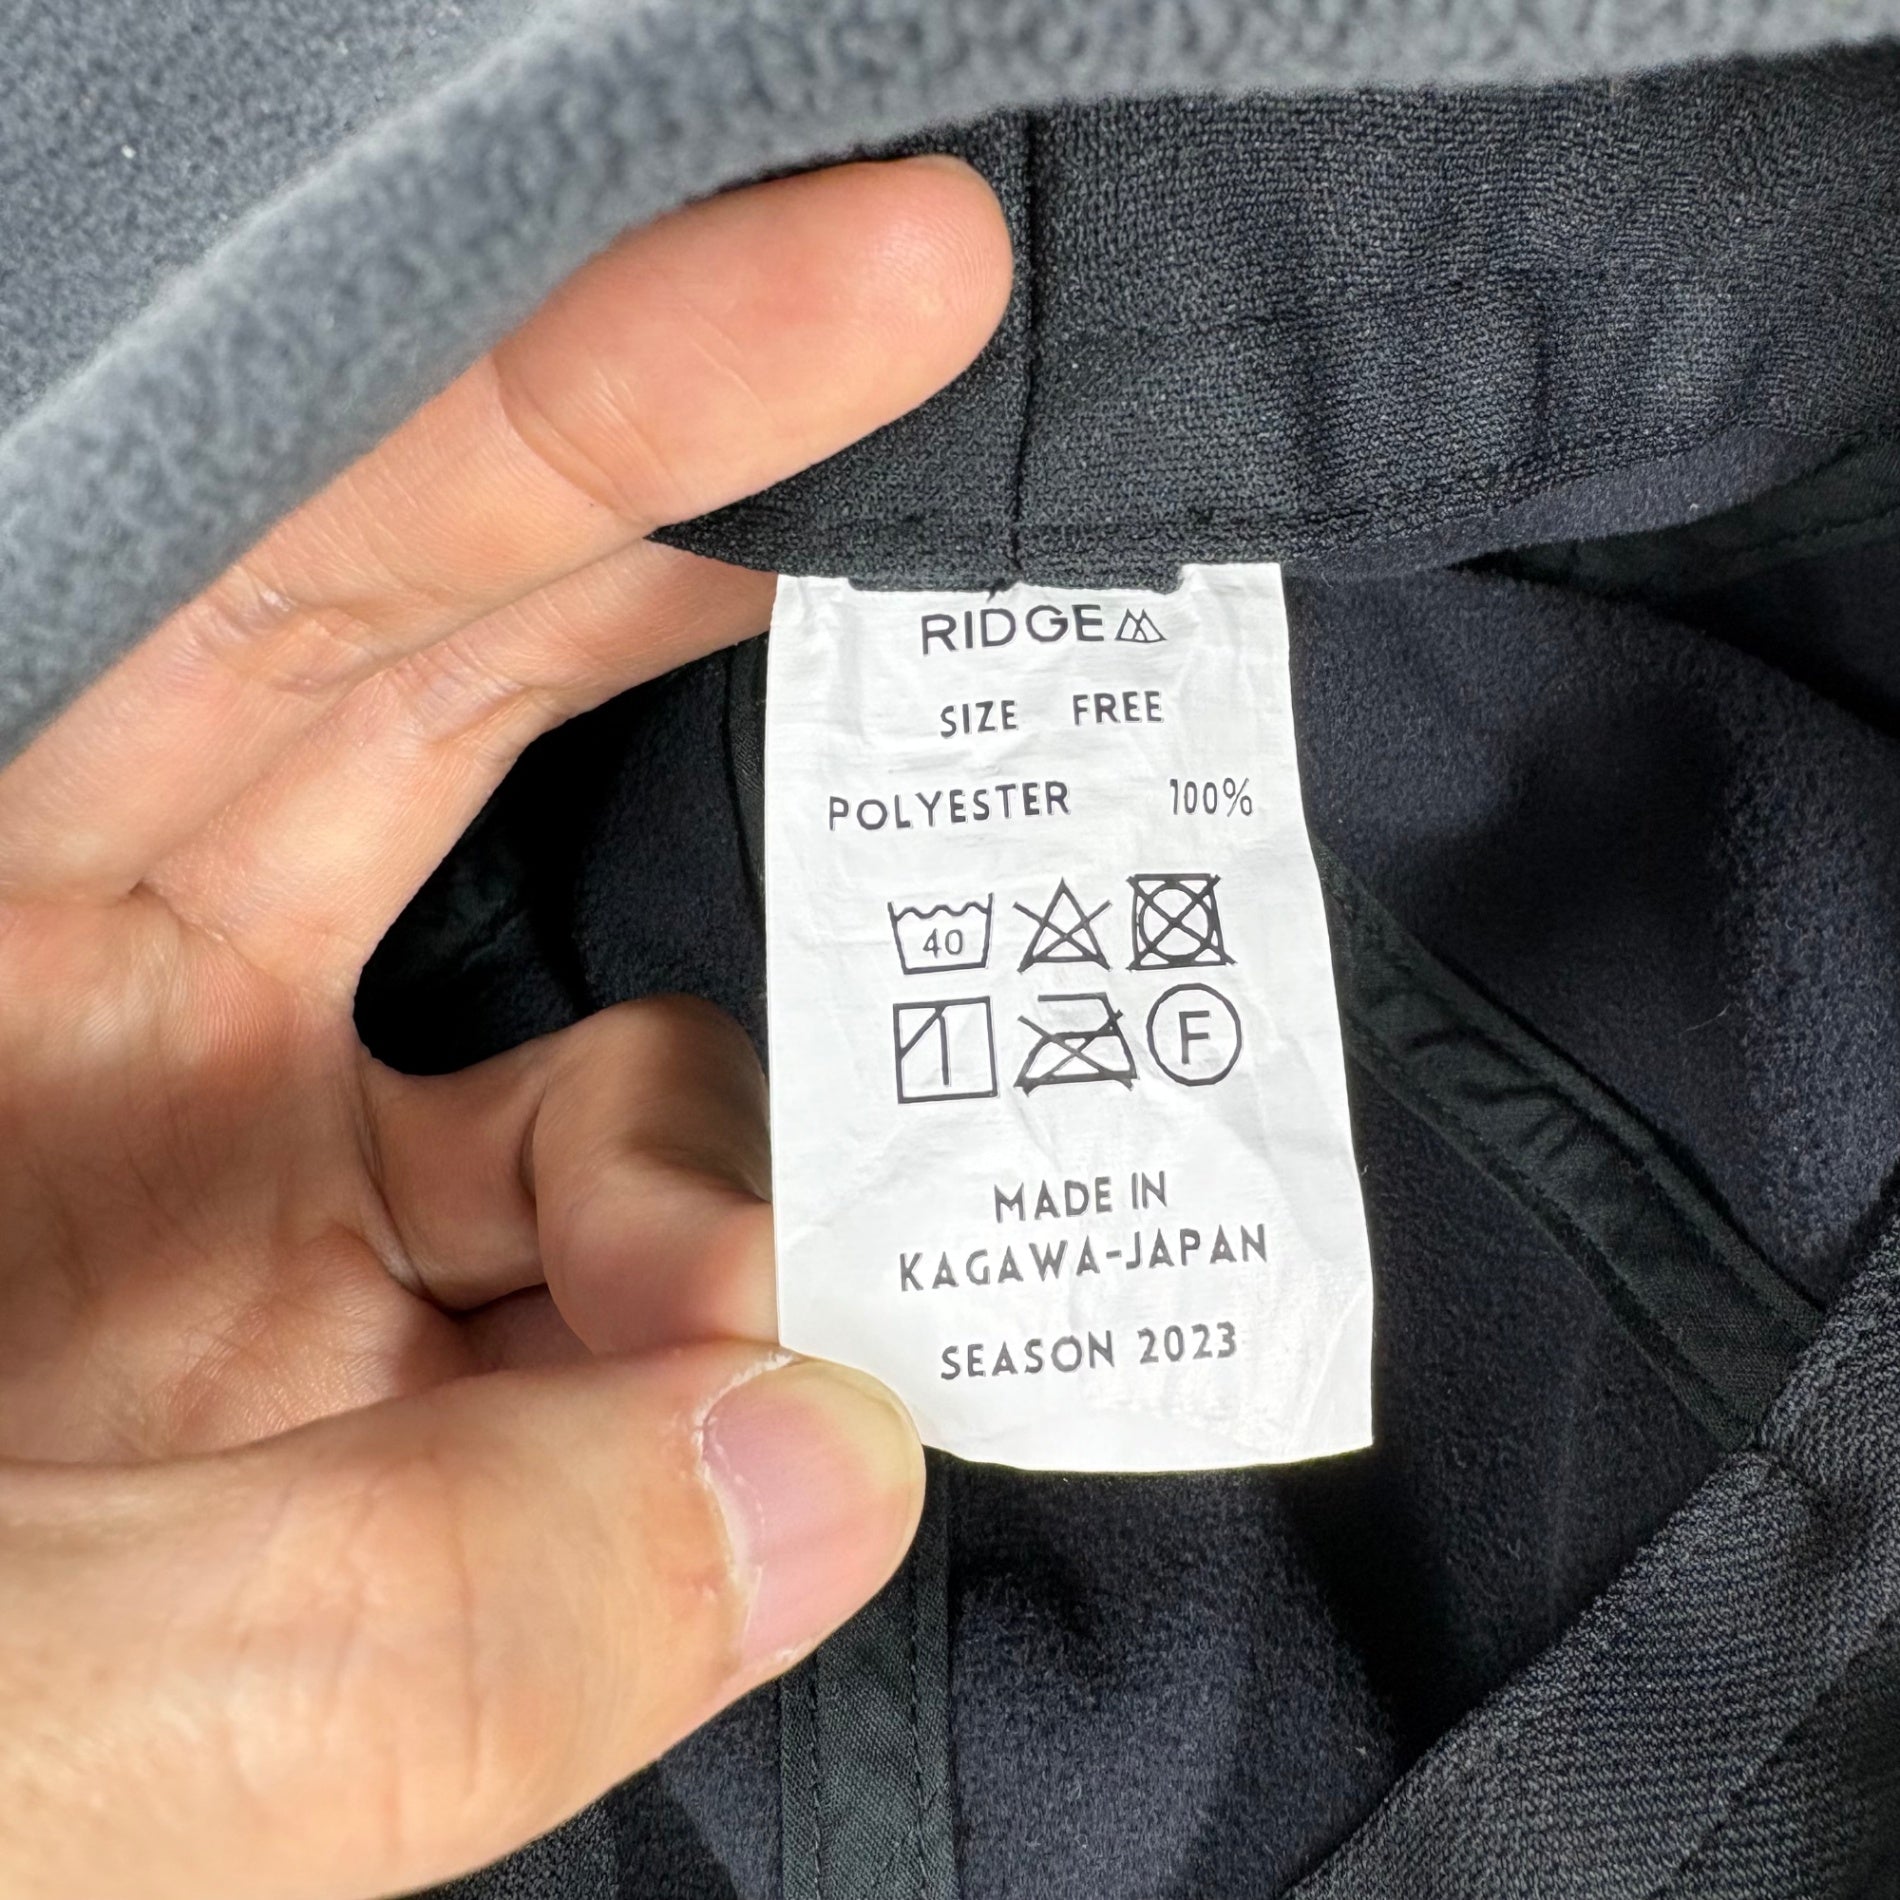 RIDGE
SIZE FREE
POLYESTER 100%
40
F
MADE IN
KAGAWA-JAPAN
SEASON 2023